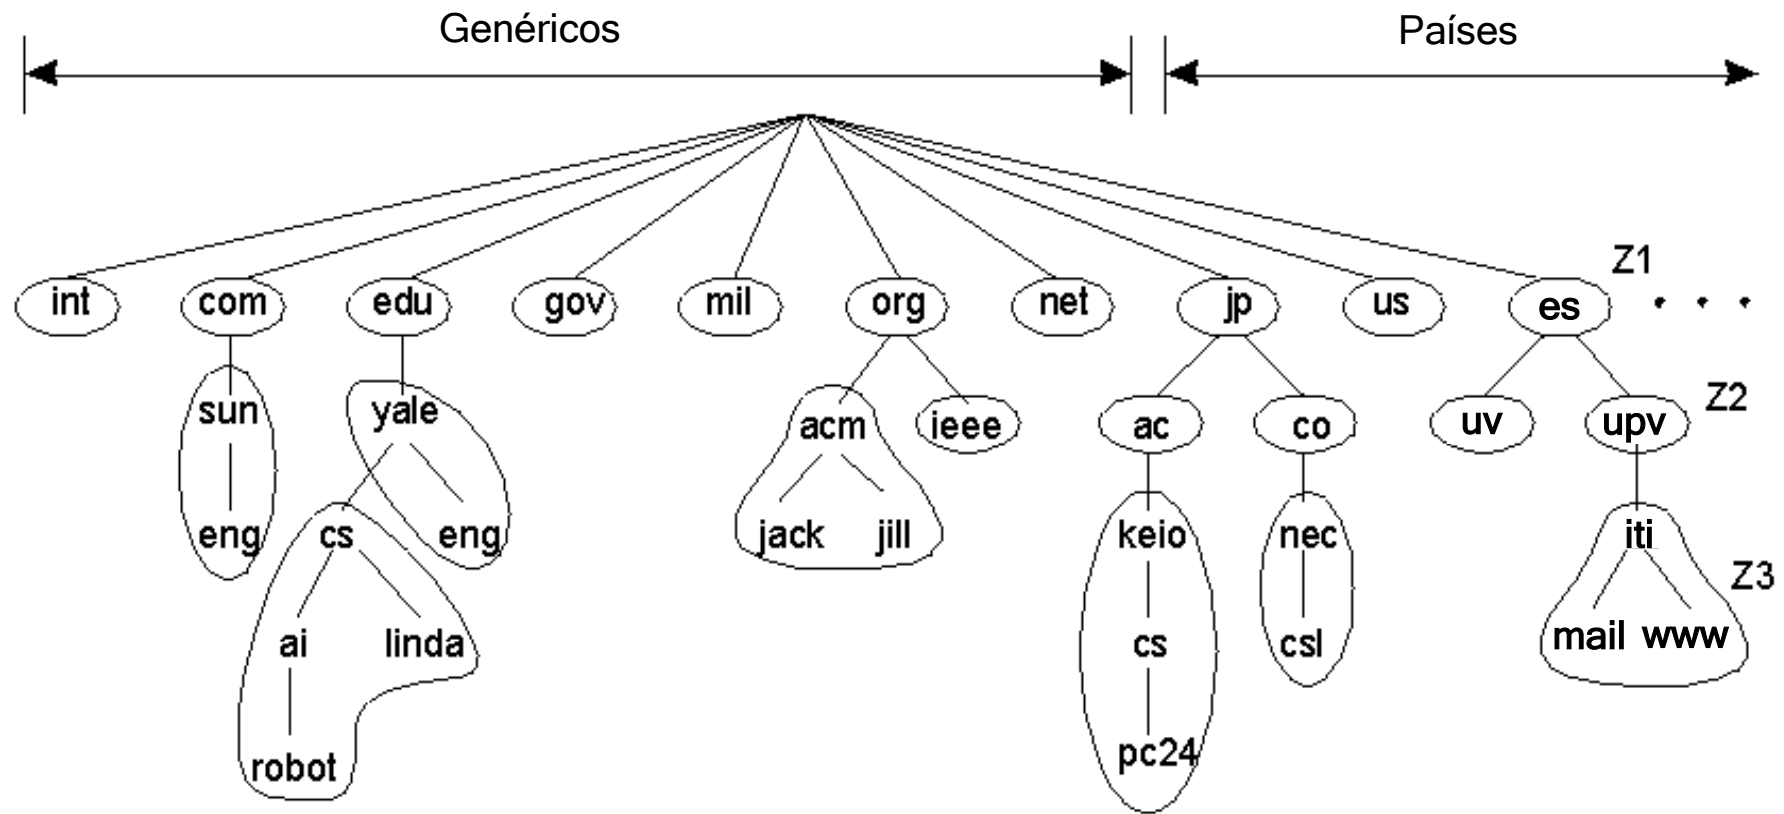 Genéricos Países
Z1
int com edu gov mil org net jp us es
Z2
sun yale acm ieee ac co uv upv
eng cs eng jack jill keio nec iti
Z3
ai linda cs csl mail www
robot pc24